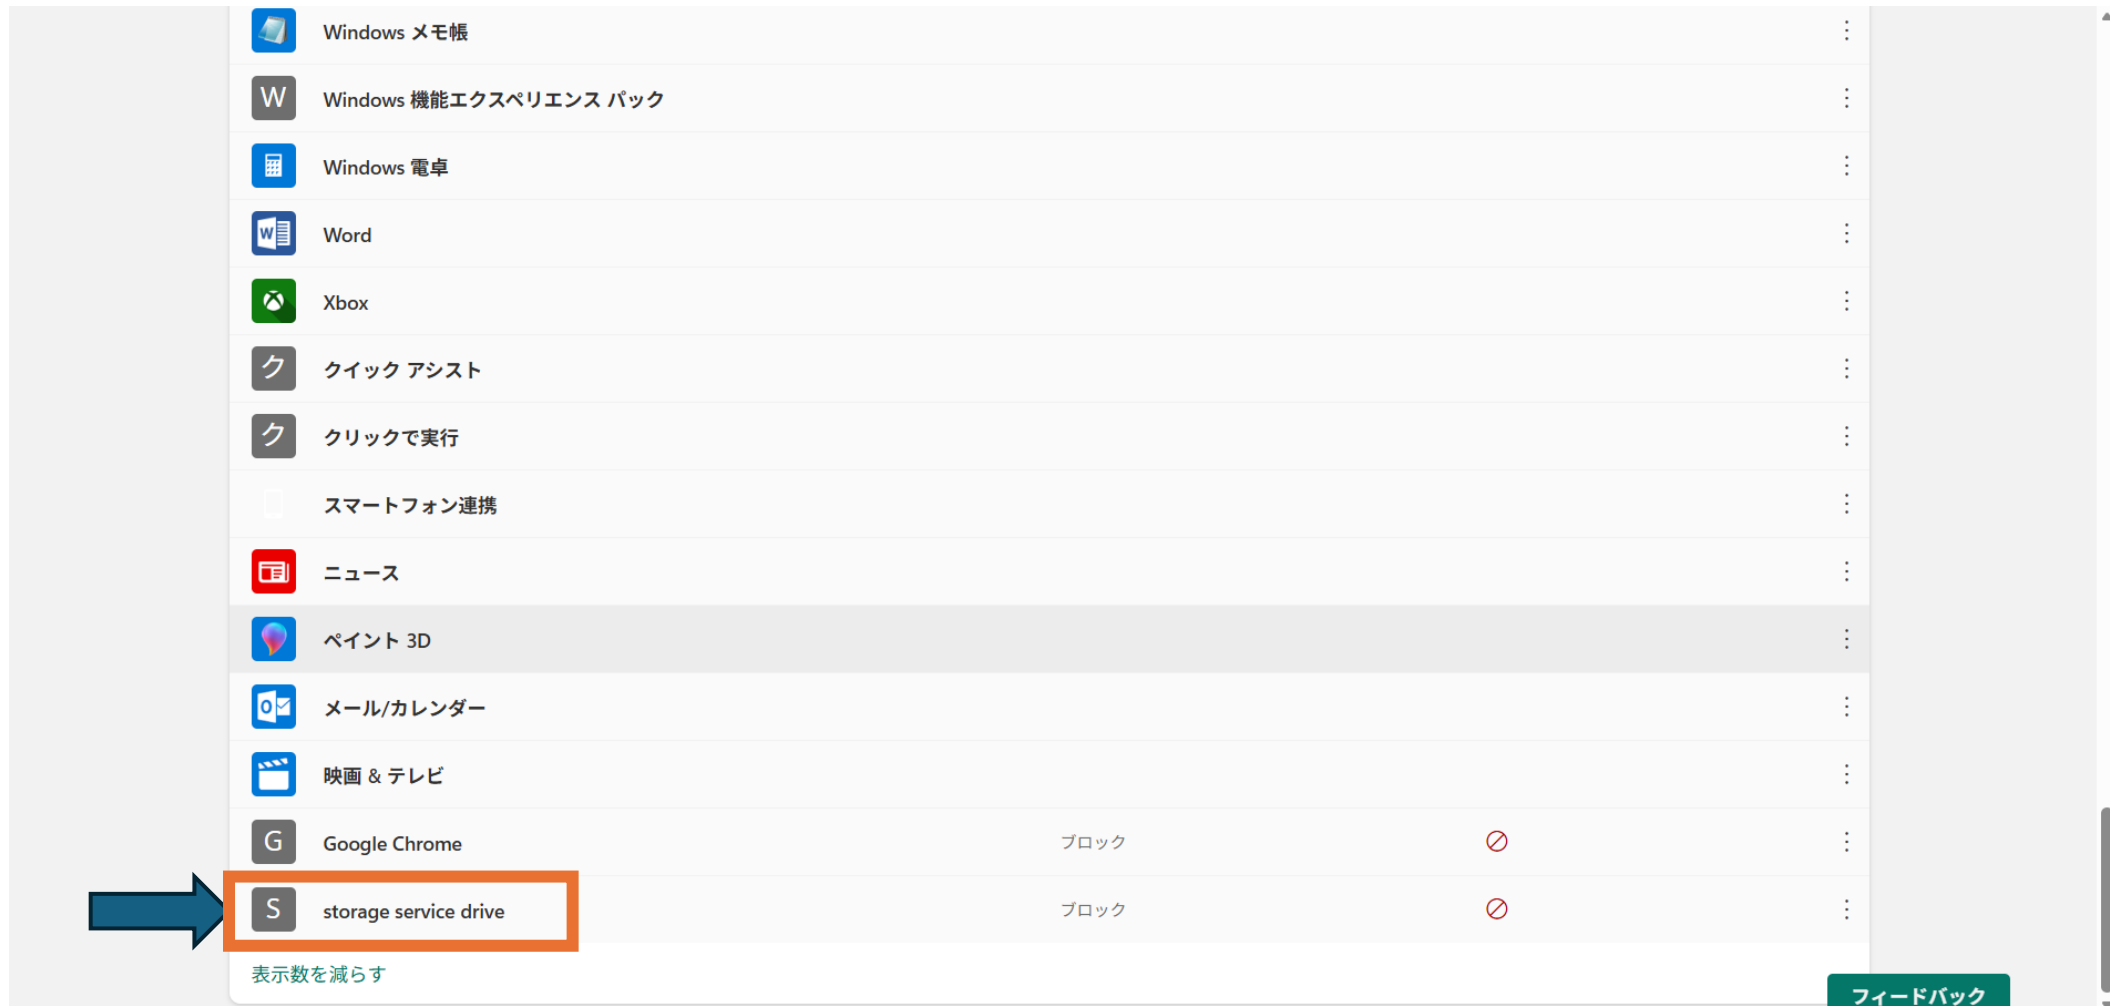 Windows メモ帳
W
Windows 機能エクスペリエンス パック
Windows 電卓
W
Word
Xbox
ク
クイック アシスト
ク
クリックで実行
スマートフォン連携
ニュース
ペイント 3D
O
メール/カレンダー
映画 & テレビ
G
Google Chrome ブロック
S
storage service drive ブロック
表示数を減らす
フィードバック